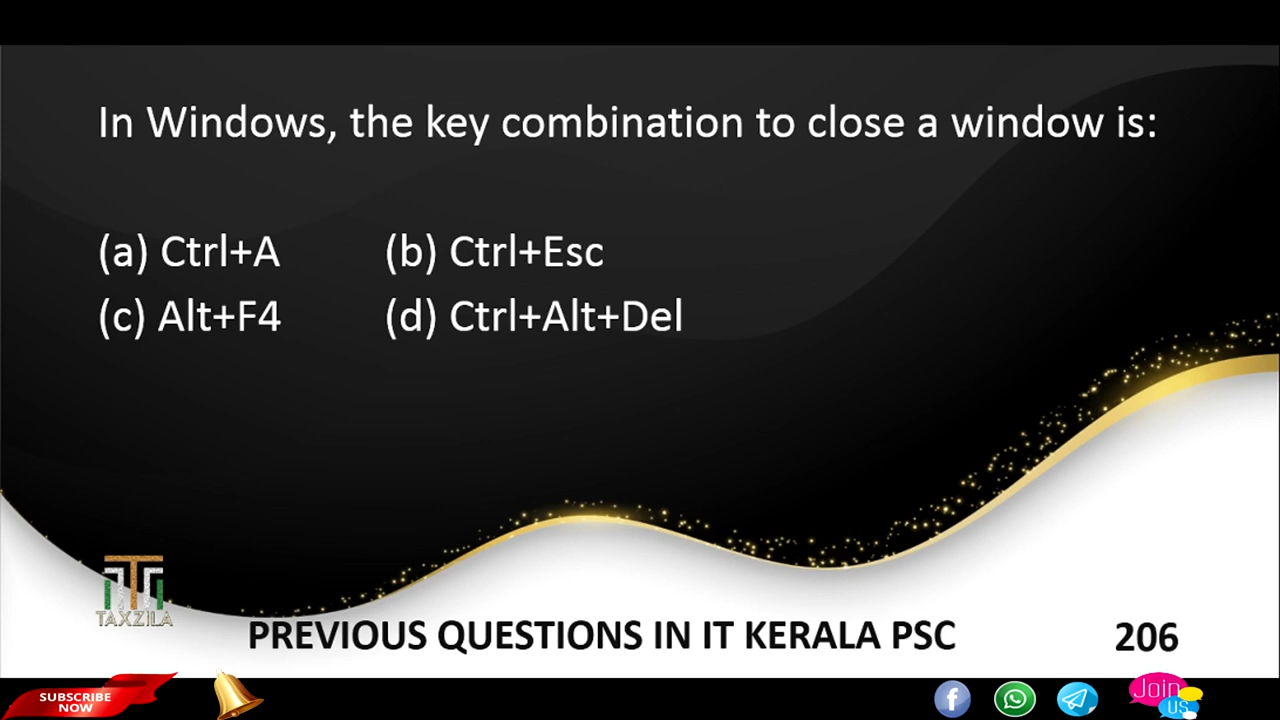 In Windows, the key combination to close a window is:
(a) Ctrl+A (b) Ctrl+Esc
(c) Alt+F4 (d) Ctrl+Alt+Del
TAXZILA
PREVIOUS QUESTIONS IN IT KERALA PSC 206
SUBSCRIBE
NOW
f
Join
US